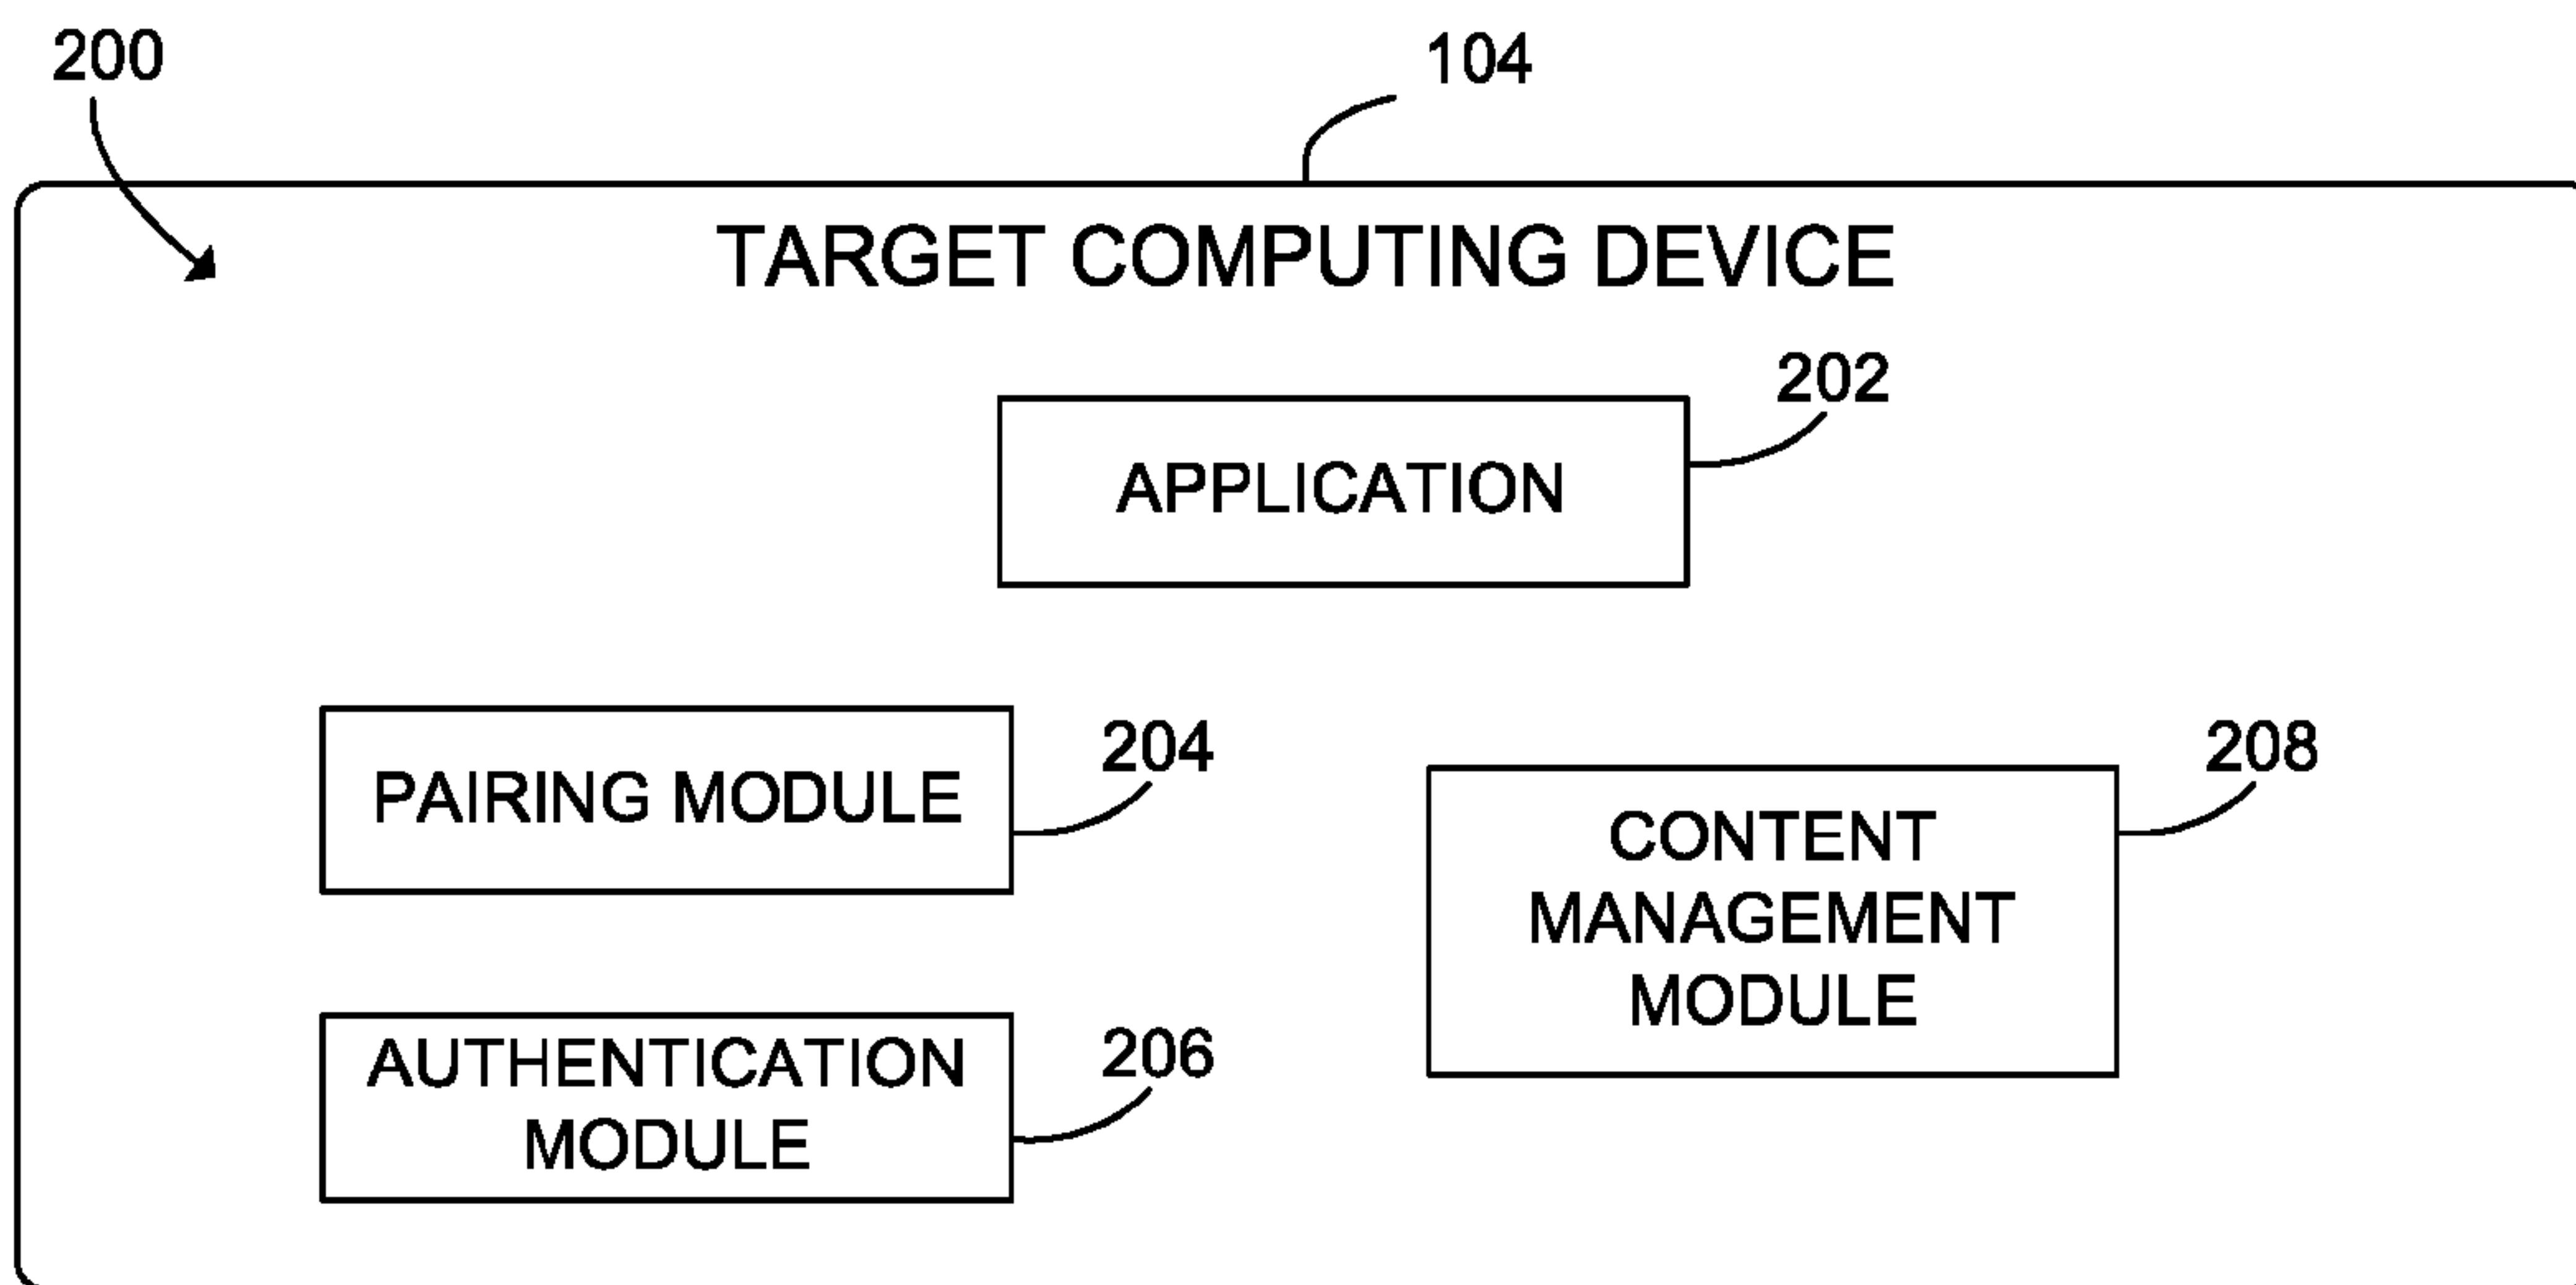 200
104
TARGET COMPUTING DEVICE
202
APPLICATION
204
PAIRING MODULE
208
CONTENT
MANAGEMENT
MODULE
206
AUTHENTICATION
MODULE